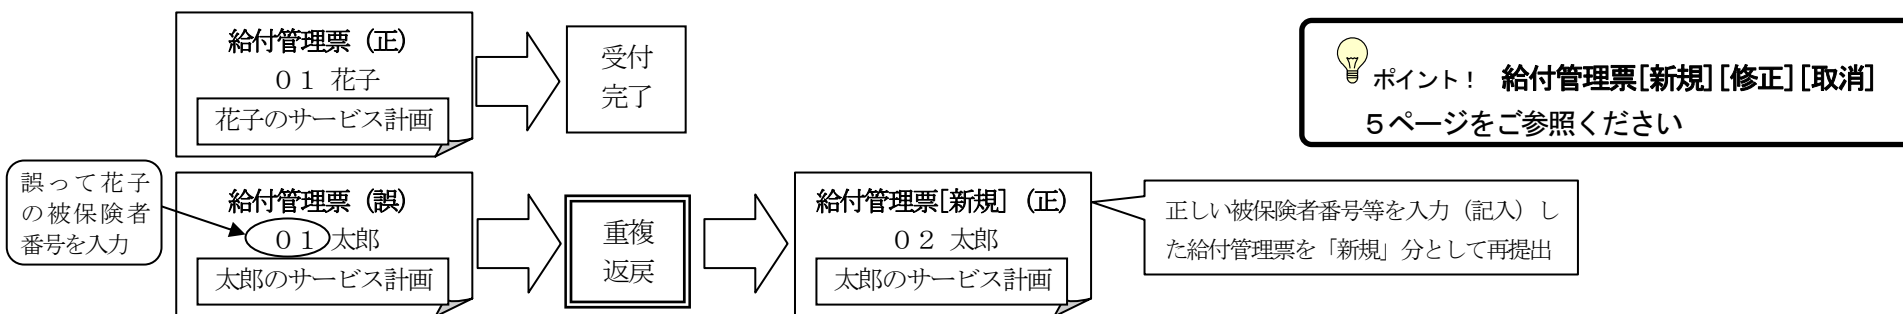 給付管理票（正）
０１ 花子
花子のサービス計画
受付
完了
ポイント！ 給付管理票[新規][修正][取消]
５ページをご参照ください
誤って花子
の被保険者
番号を入力
給付管理票（誤）
０１ 太郎
太郎のサービス計画
重複
返戻
給付管理票[新規]（正）
０２ 太郎
太郎のサービス計画
正しい被保険者番号等を入力（記入）し
た給付管理票を「新規」分として再提出